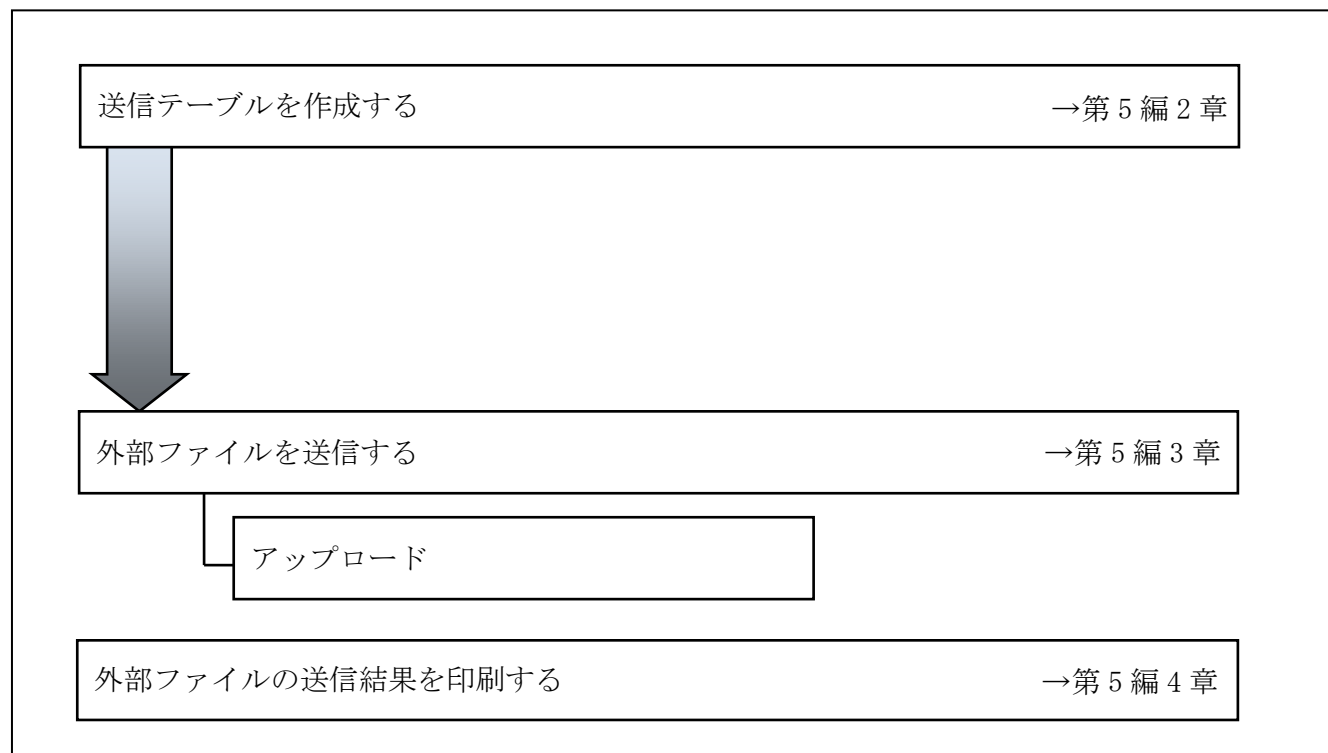 送信テーブルを作成する →第5編2章
外部ファイルを送信する →第5編3章
アップロード
外部ファイルの送信結果を印刷する →第5編4章